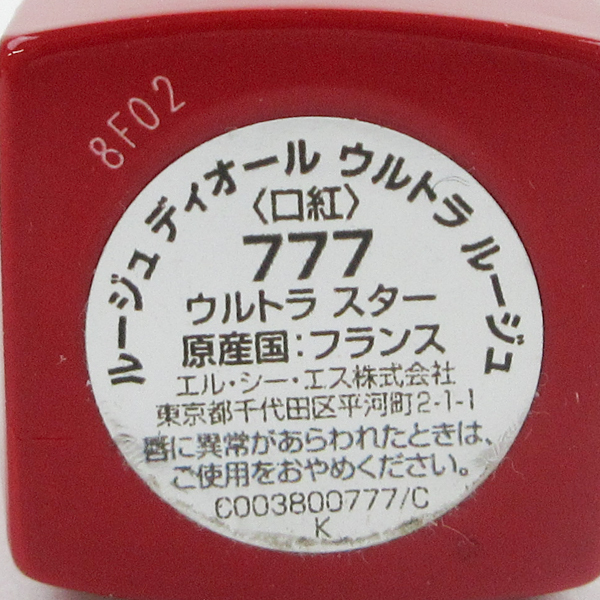 8F02
ルージュ ディオール ウルトラ ルージュ
〈口紅〉
777
ウルトラ スター
原産国:フランス
エル・シー・エス株式会社
東京都千代田区平河町2-1-1
唇に異常があらわれたときは、
ご使用をおやめください。
C003800777/C
K